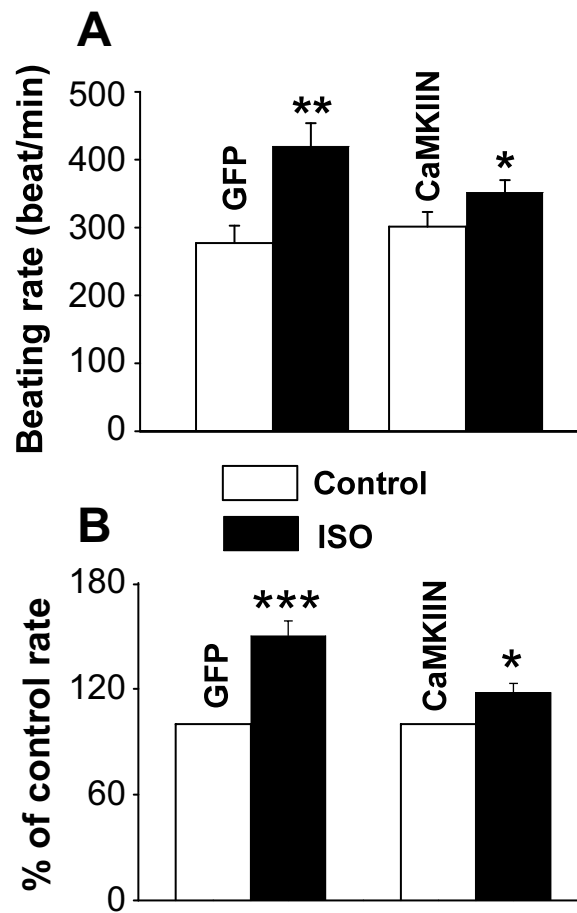 A
Beating rate (beat/min)
500
400
300
200
100
0
GFP
**
CaMKIIN
*
Control
ISO
B
% of control rate
180
120
60
0
GFP
***
CaMKIIN
*